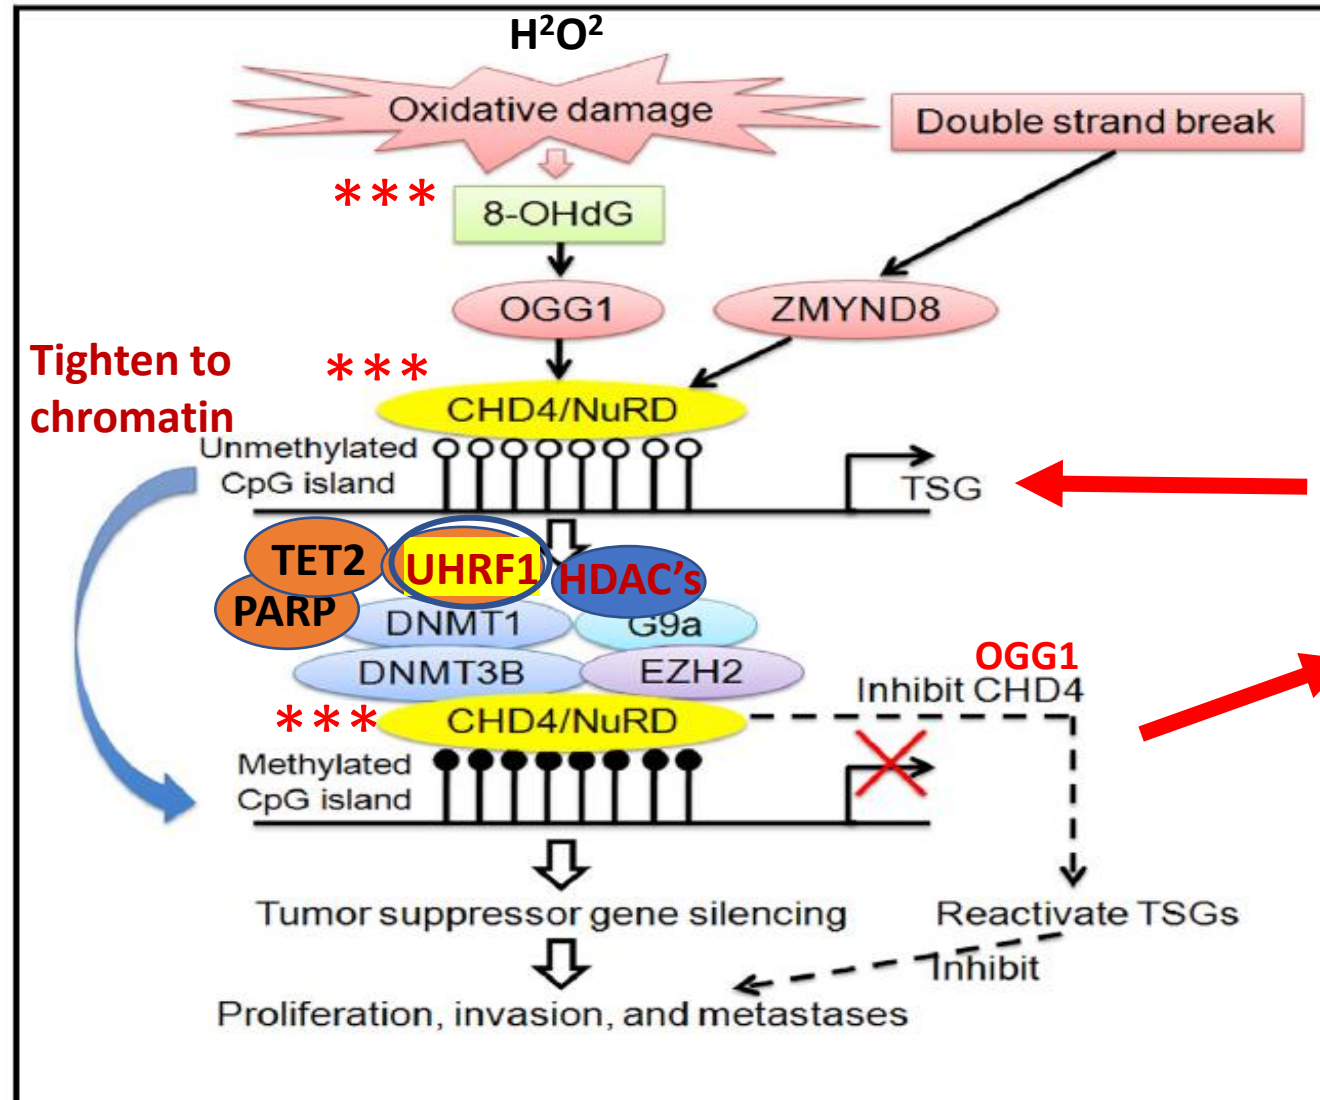 H²O²
Oxidative damage
Double strand break
***
8-OHdG
OGG1
ZMYND8
Tighten to
chromatin
***
CHD4/NuRD
Unmethylated
CpG island
TSG
TET2
UHRF1
HDAC's
PARP
DNMT1
G9a
DNMT3B
EZH2
OGG1
Inhibit CHD4
***
CHD4/NuRD
Methylated
CpG island
Tumor suppressor gene silencing
Reactivate TSGs
Inhibit
Proliferation, invasion, and metastases